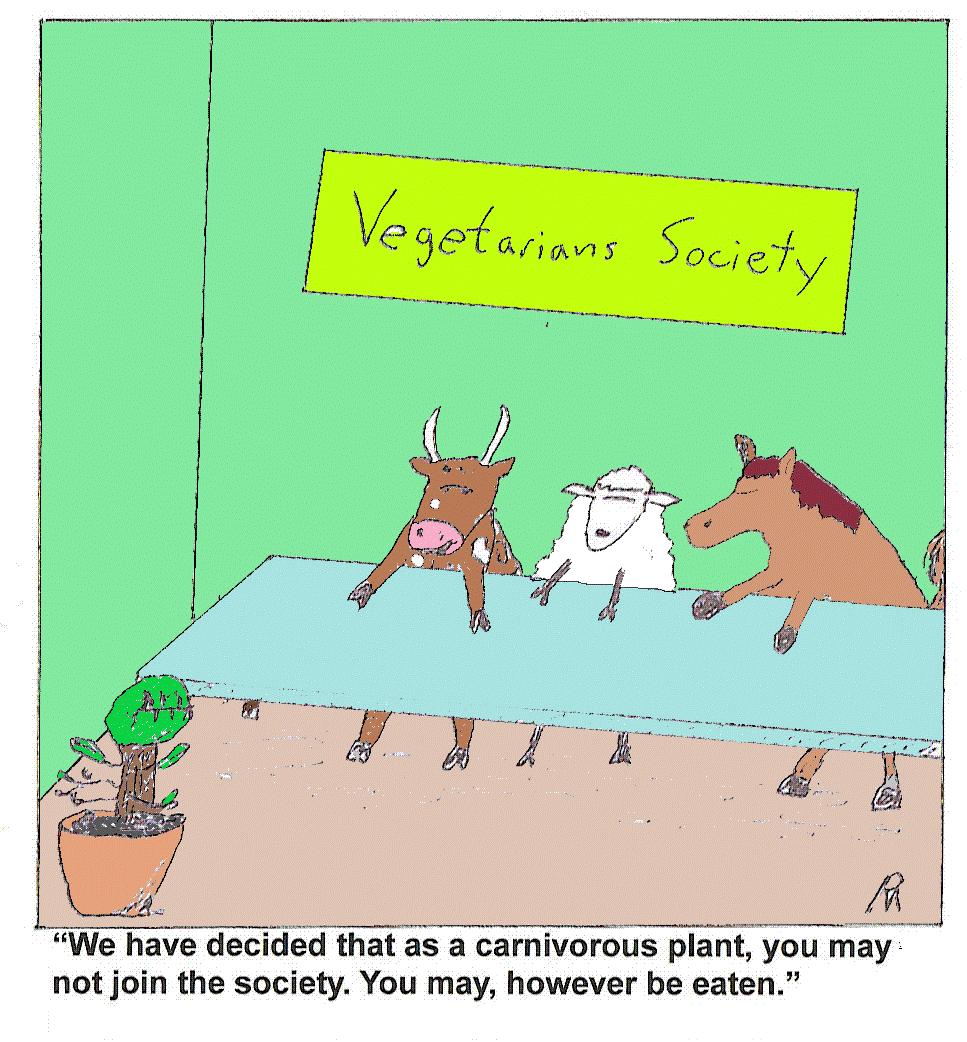 Vegetarians Society
“We have decided that as a carnivorous plant, you may
not join the society. You may, however be eaten.”